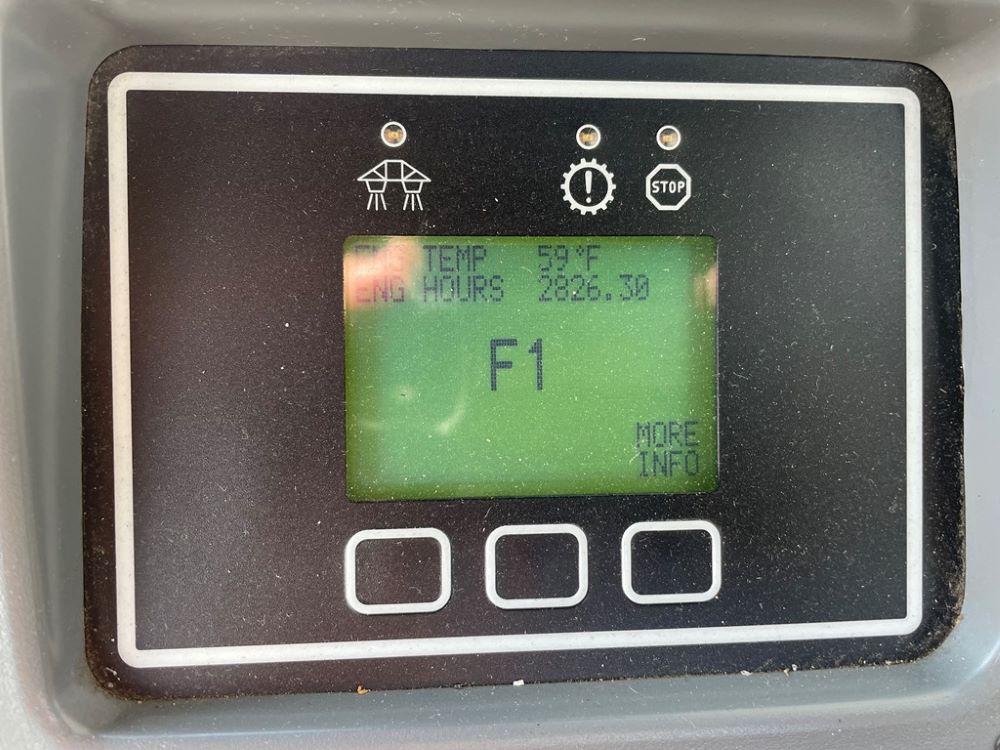 STOP
ENG TEMP 59°F
ENG HOURS 2826.30
F1
MORE
INFO